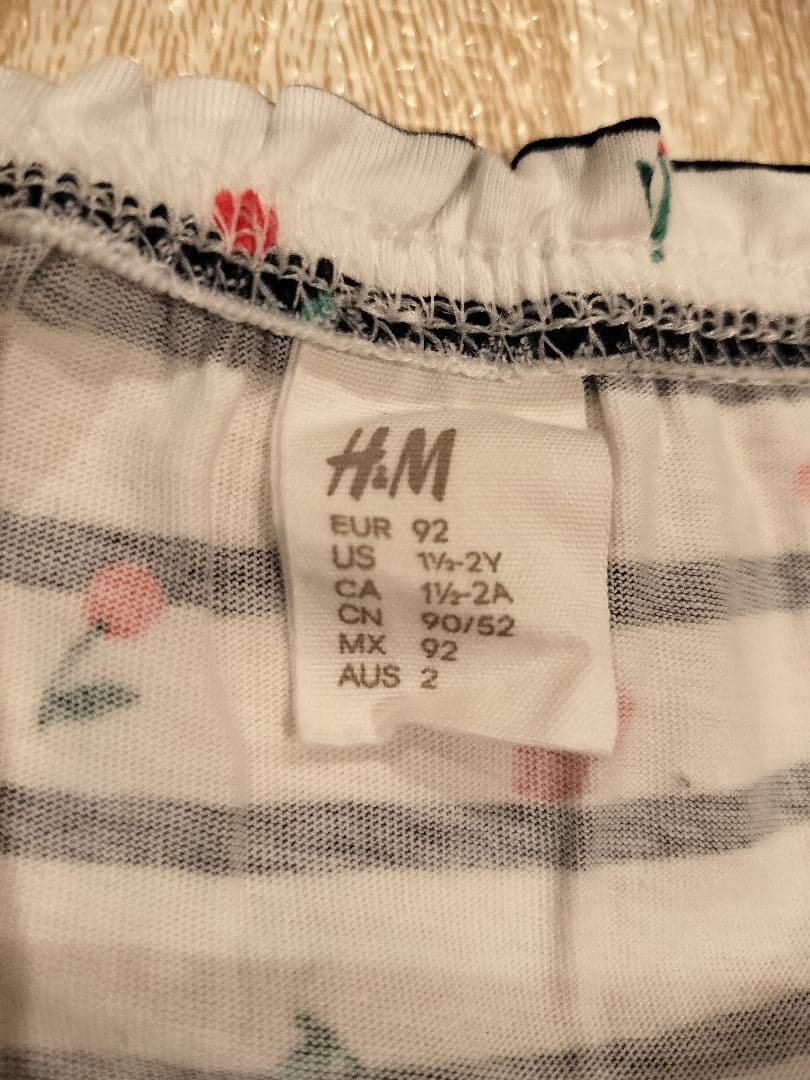 H&M
EUR 92
US 1½-2Y
CA 1½-2A
CN 90/52
MX 92
AUS 2